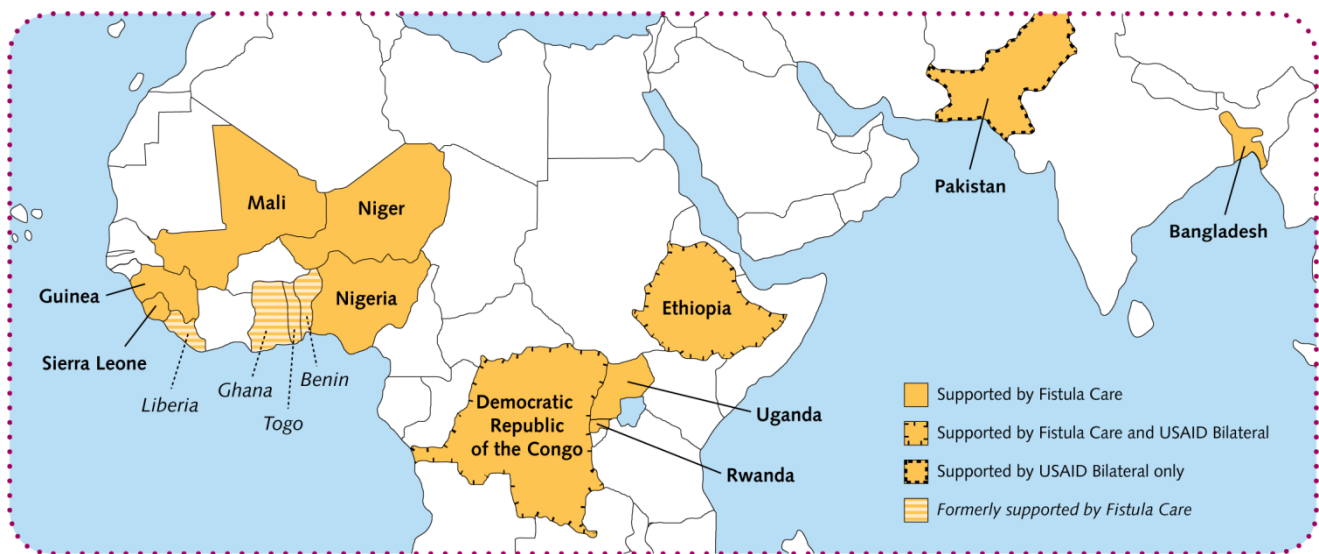 Mali
Niger
Nigeria
Guinea
Sierra Leone
Liberia
Ghana
Togo
Benin
Ethiopia
Democratic
Republic
of the Congo
Uganda
Rwanda
Pakistan
Bangladesh
Supported by Fistula Care
Supported by Fistula Care and USAID Bilateral
Supported by USAID Bilateral only
Formerly supported by Fistula Care